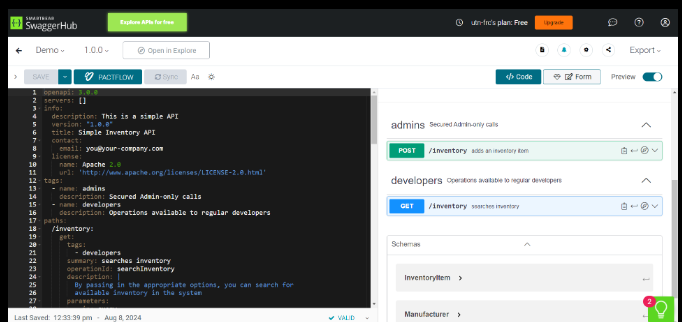 SMARTBEAR
SwaggerHub
Explore APIs for free
utn-frc's plan: Free
Upgrade
Demo
1.0.0
Open in Explore
Export
SAVE
PACTFLOW
Sync
Aa
Code
Form
Preview
1 openapi: 3.0.0
2 servers: []
3 info:
4 description: This is a simple API
5 version: "1.0.0"
6 title: Simple Inventory API
7 contact:
8 email: you@your-company.com
9 license:
10 name: Apache 2.0
11 url: 'http://www.apache.org/licenses/LICENSE-2.0.html'
12 tags:
13 - name: admins
14 description: Secured Admin-only calls
15 - name: developers
16 description: Operations available to regular developers
17 paths:
18 /inventory:
19 get:
20 tags:
21 - developers
22 summary: searches inventory
23 operationId: searchInventory
24 description: |
25 By passing in the appropriate options, you can search for
26 available inventory in the system
27 parameters:
admins Secured Admin-only calls
POST /inventory adds an inventory item
developers Operations available to regular developers
GET /inventory searches inventory
Schemas
InventoryItem
Manufacturer
2
Last Saved: 12:33:39 pm - Aug 8, 2024
VALID